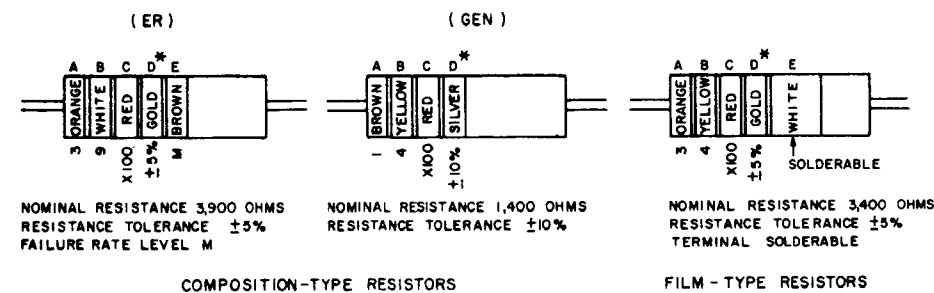 (ER)
A B C D* E
ORANGE WHITE RED GOLD BROWN
3 9 X100 ±5% M
NOMINAL RESISTANCE 3,900 OHMS
RESISTANCE TOLERANCE ±5%
FAILURE RATE LEVEL M
(GEN)
A B C D*
BROWN YELLOW RED SILVER
1 4 X100 ±10%
NOMINAL RESISTANCE 1,400 OHMS
RESISTANCE TOLERANCE ±10%
COMPOSITION-TYPE RESISTORS
A B C D* E
ORANGE YELLOW RED GOLD WHITE
3 4 X100 ±5% SOLDERABLE
NOMINAL RESISTANCE 3,400 OHMS
RESISTANCE TOLERANCE ±5%
TERMINAL SOLDERABLE
FILM-TYPE RESISTORS